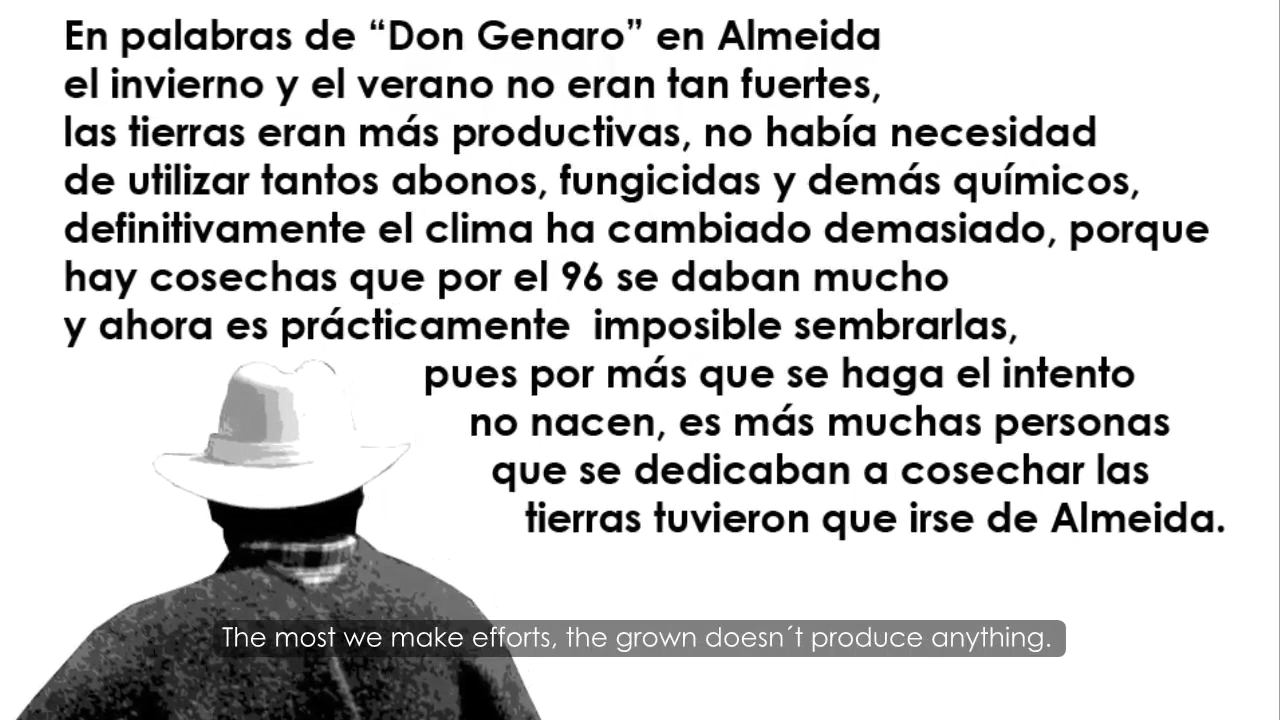 En palabras de “Don Genaro” en Almeida
el invierno y el verano no eran tan fuertes,
las tierras eran más productivas, no había necesidad
de utilizar tantos abonos, fungicidas y demás químicos,
definitivamente el clima ha cambiado demasiado, porque
hay cosechas que por el 96 se daban mucho
y ahora es prácticamente imposible sembrarlas,
pues por más que se haga el intento
no nacen, es más muchas personas
que se dedicaban a cosechar las
tierras tuvieron que irse de Almeida.
The most we make efforts, the grown doesn´t produce anything.